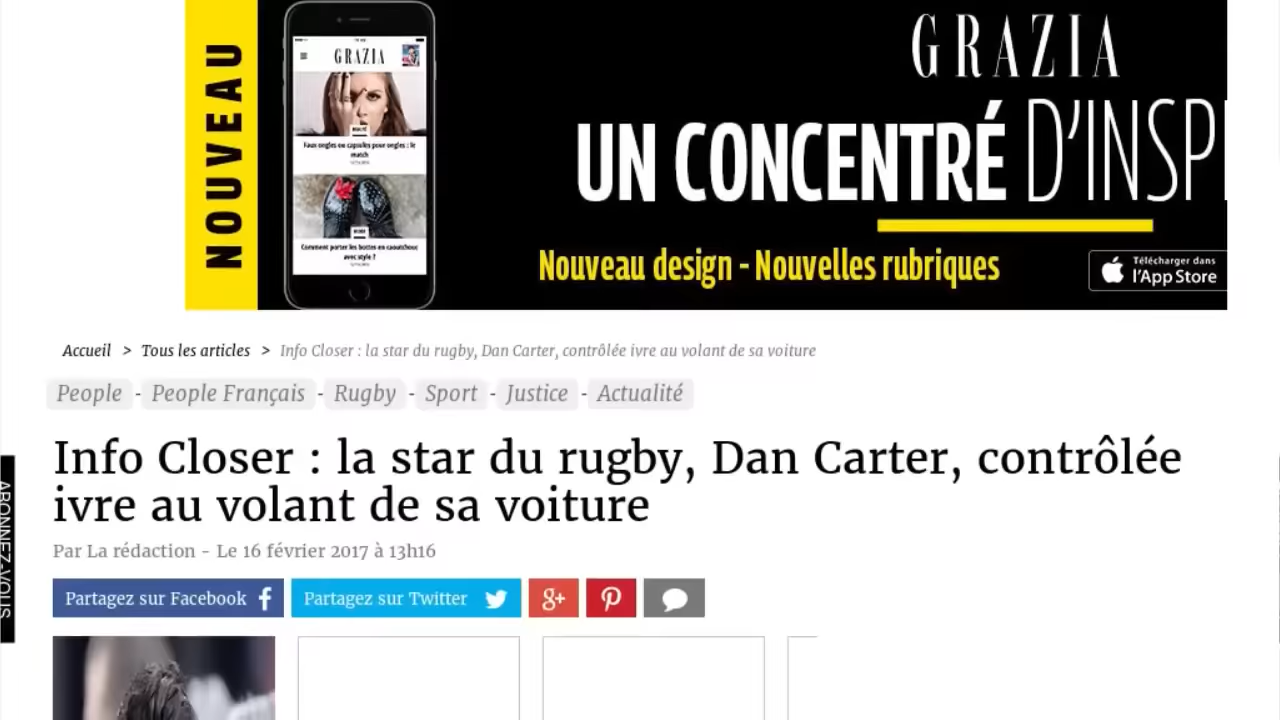 NOUVEAU
GRAZIA
BEAUTÉ
Faux ongles ou capsules pour ongles : le
match
MODE
Comment porter les bottes en caoutchouc
avec style ?
GRAZIA
UN CONCENTRÉ D'INSP
Nouveau design - Nouvelles rubriques
Télécharger dans
l'App Store
Accueil > Tous les articles > Info Closer : la star du rugby, Dan Carter, contrôlée ivre au volant de sa voiture
People - People Français - Rugby - Sport - Justice - Actualité
Info Closer : la star du rugby, Dan Carter, contrôlée
ivre au volant de sa voiture
Par La rédaction - Le 16 février 2017 à 13h16
ABONNEZ-VOUS
Partagez sur Facebook f Partagez sur Twitter g+